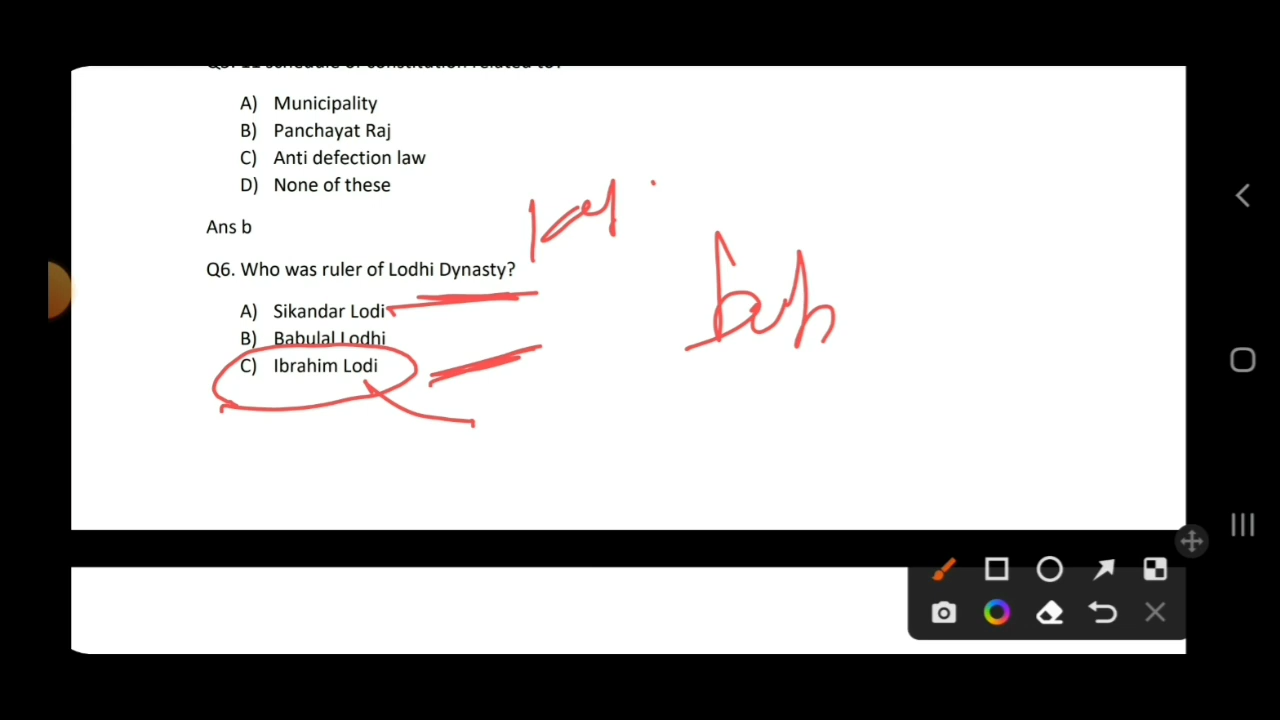 A) Municipality
B) Panchayat Raj
C) Anti defection law
D) None of these
Ans b
Q6. Who was ruler of Lodhi Dynasty?
A) Sikandar Lodi
B) Babulal Lodhi
C) Ibrahim Lodi